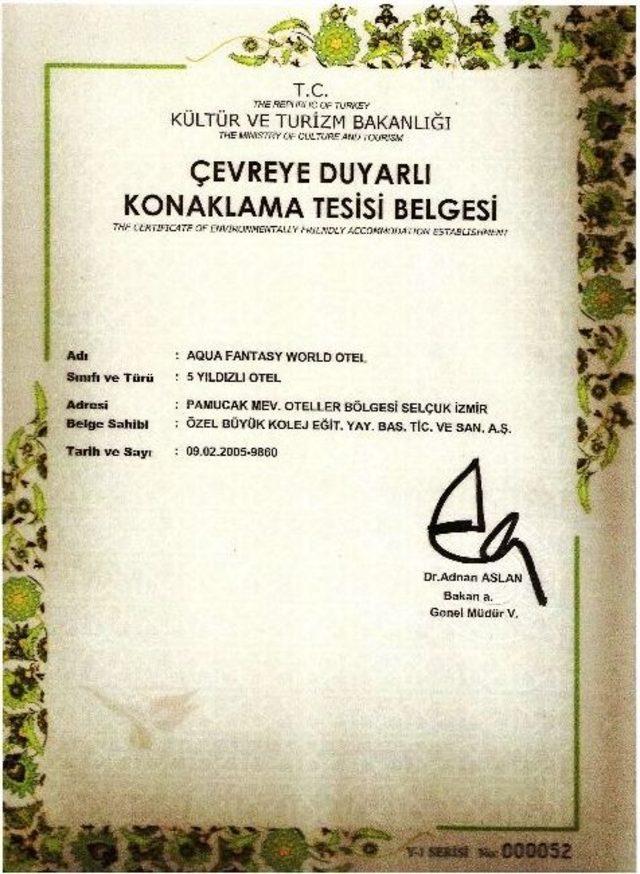 T.C.
THE REPUBLIC OF TURKEY
KÜLTÜR VE TURİZM BAKANLIĞI
THE MINISTRY OF CULTURE AND TOURISM
ÇEVREYE DUYARLI
KONAKLAMA TESİSİ BELGESİ
THE CERTIFICATE OF ENVIRONMENTALLY FRIENDLY ACCOMMODATION ESTABLISHMENT
Adı : AQUA FANTASY WORLD OTEL
Sınıfı ve Türü : 5 YILDIZLI OTEL
Adresi : PAMUCAK MEV. OTELLER BÖLGESİ SELÇUK İZMİR
Belge Sahibi : ÖZEL BÜYÜK KOLEJ EĞİT. YAY. BAS. TİC. VE SAN. A.Ş.
Tarih ve Sayı : 09.02.2005-9860
Dr.Adnan ASLAN
Bakan a.
Genel Müdür V.
Y-I SERİSİ No: 000052